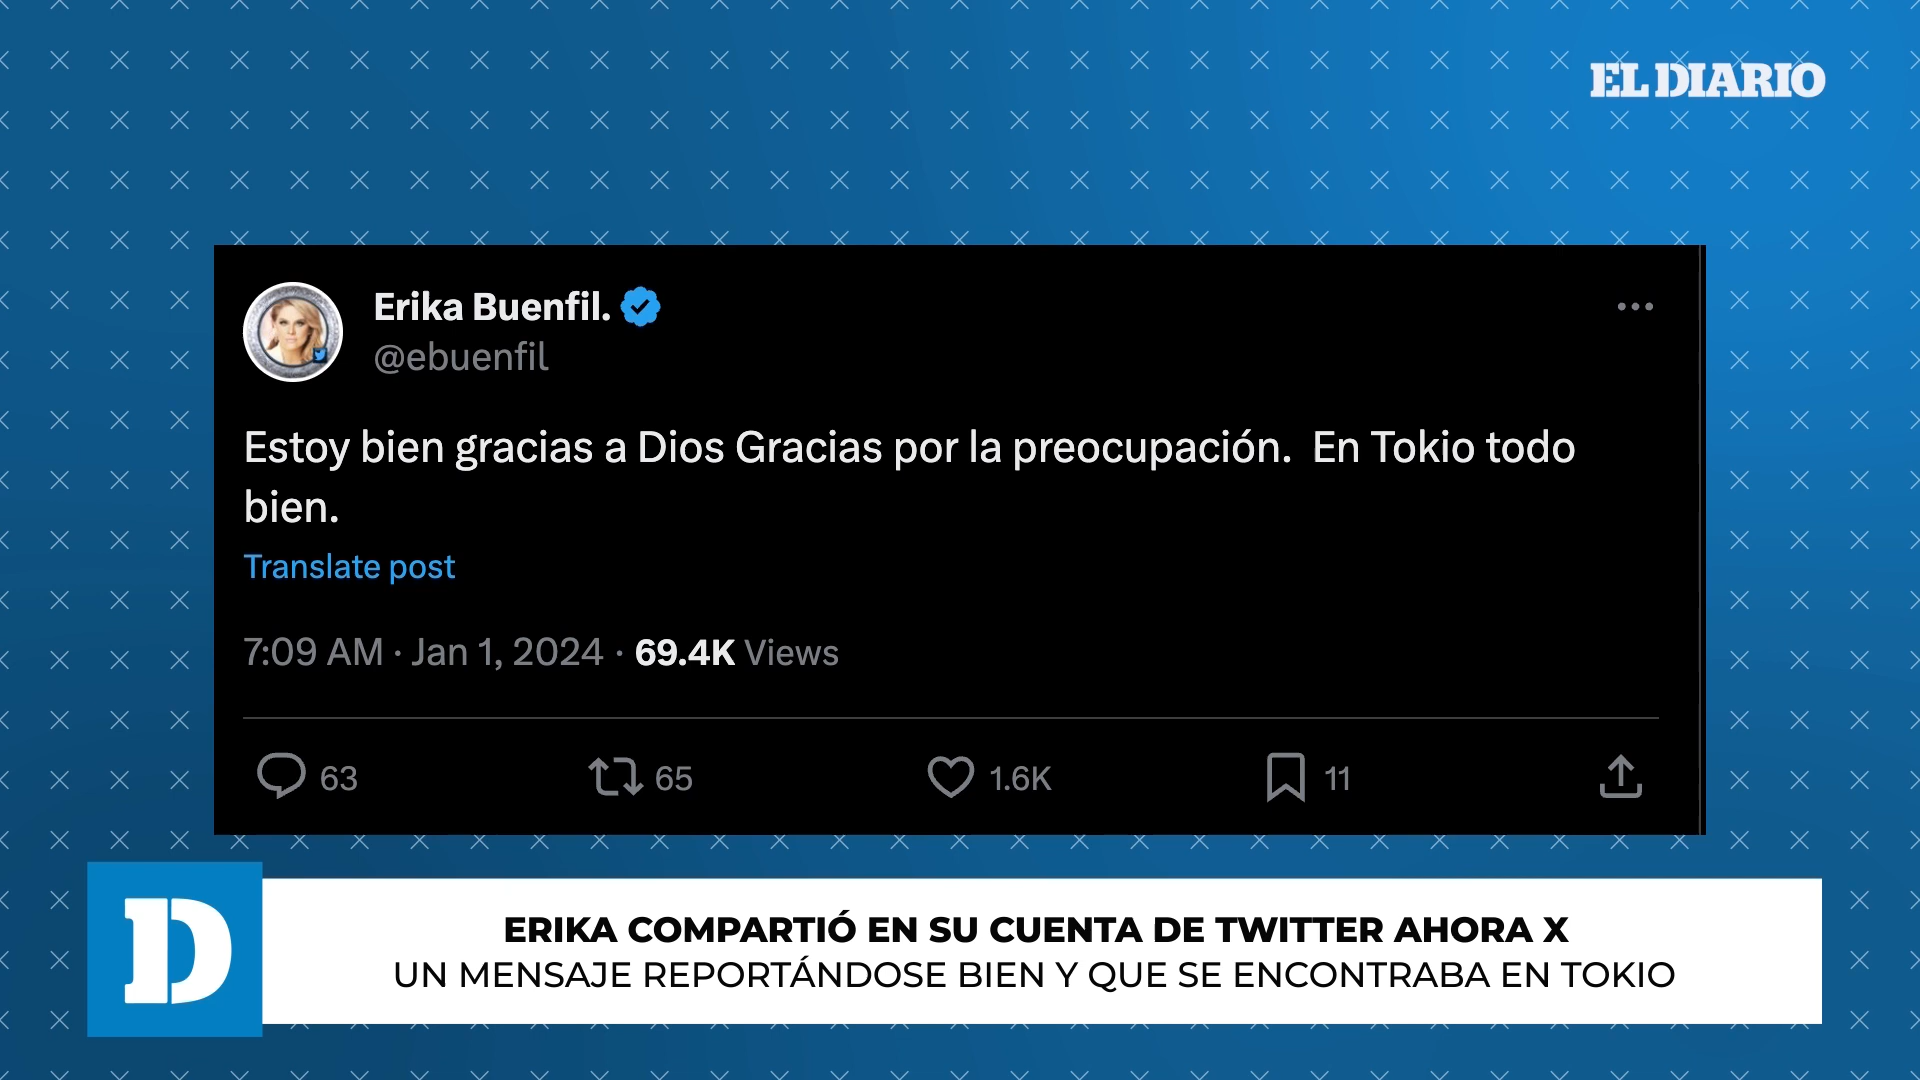 EL DIARIO
Erika Buenfil.
@ebuenfil
Estoy bien gracias a Dios Gracias por la preocupación.  En Tokio todo
bien.
Translate post
7:09 AM · Jan 1, 2024 · 69.4K Views
63 65 1.6K 11
D
ERIKA COMPARTIÓ EN SU CUENTA DE TWITTER AHORA X
UN MENSAJE REPORTÁNDOSE BIEN Y QUE SE ENCONTRABA EN TOKIO